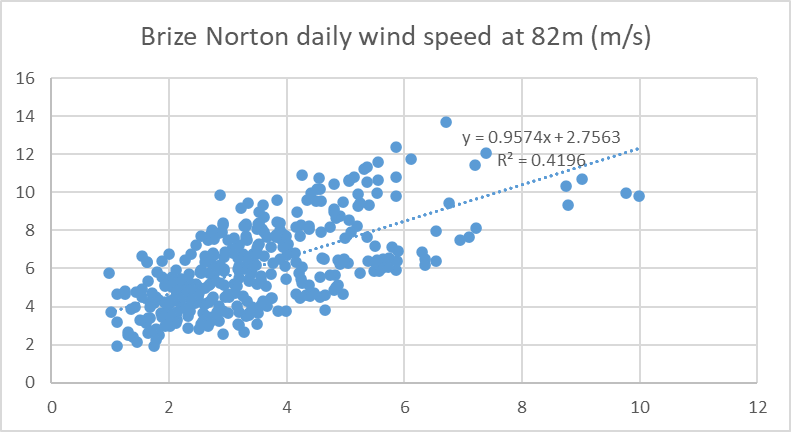 Brize Norton daily wind speed at 82m (m/s)
16
14
12
10
8
6
4
2
0
y = 0.9574x + 2.7563
R² = 0.4196
0 2 4 6 8 10 12